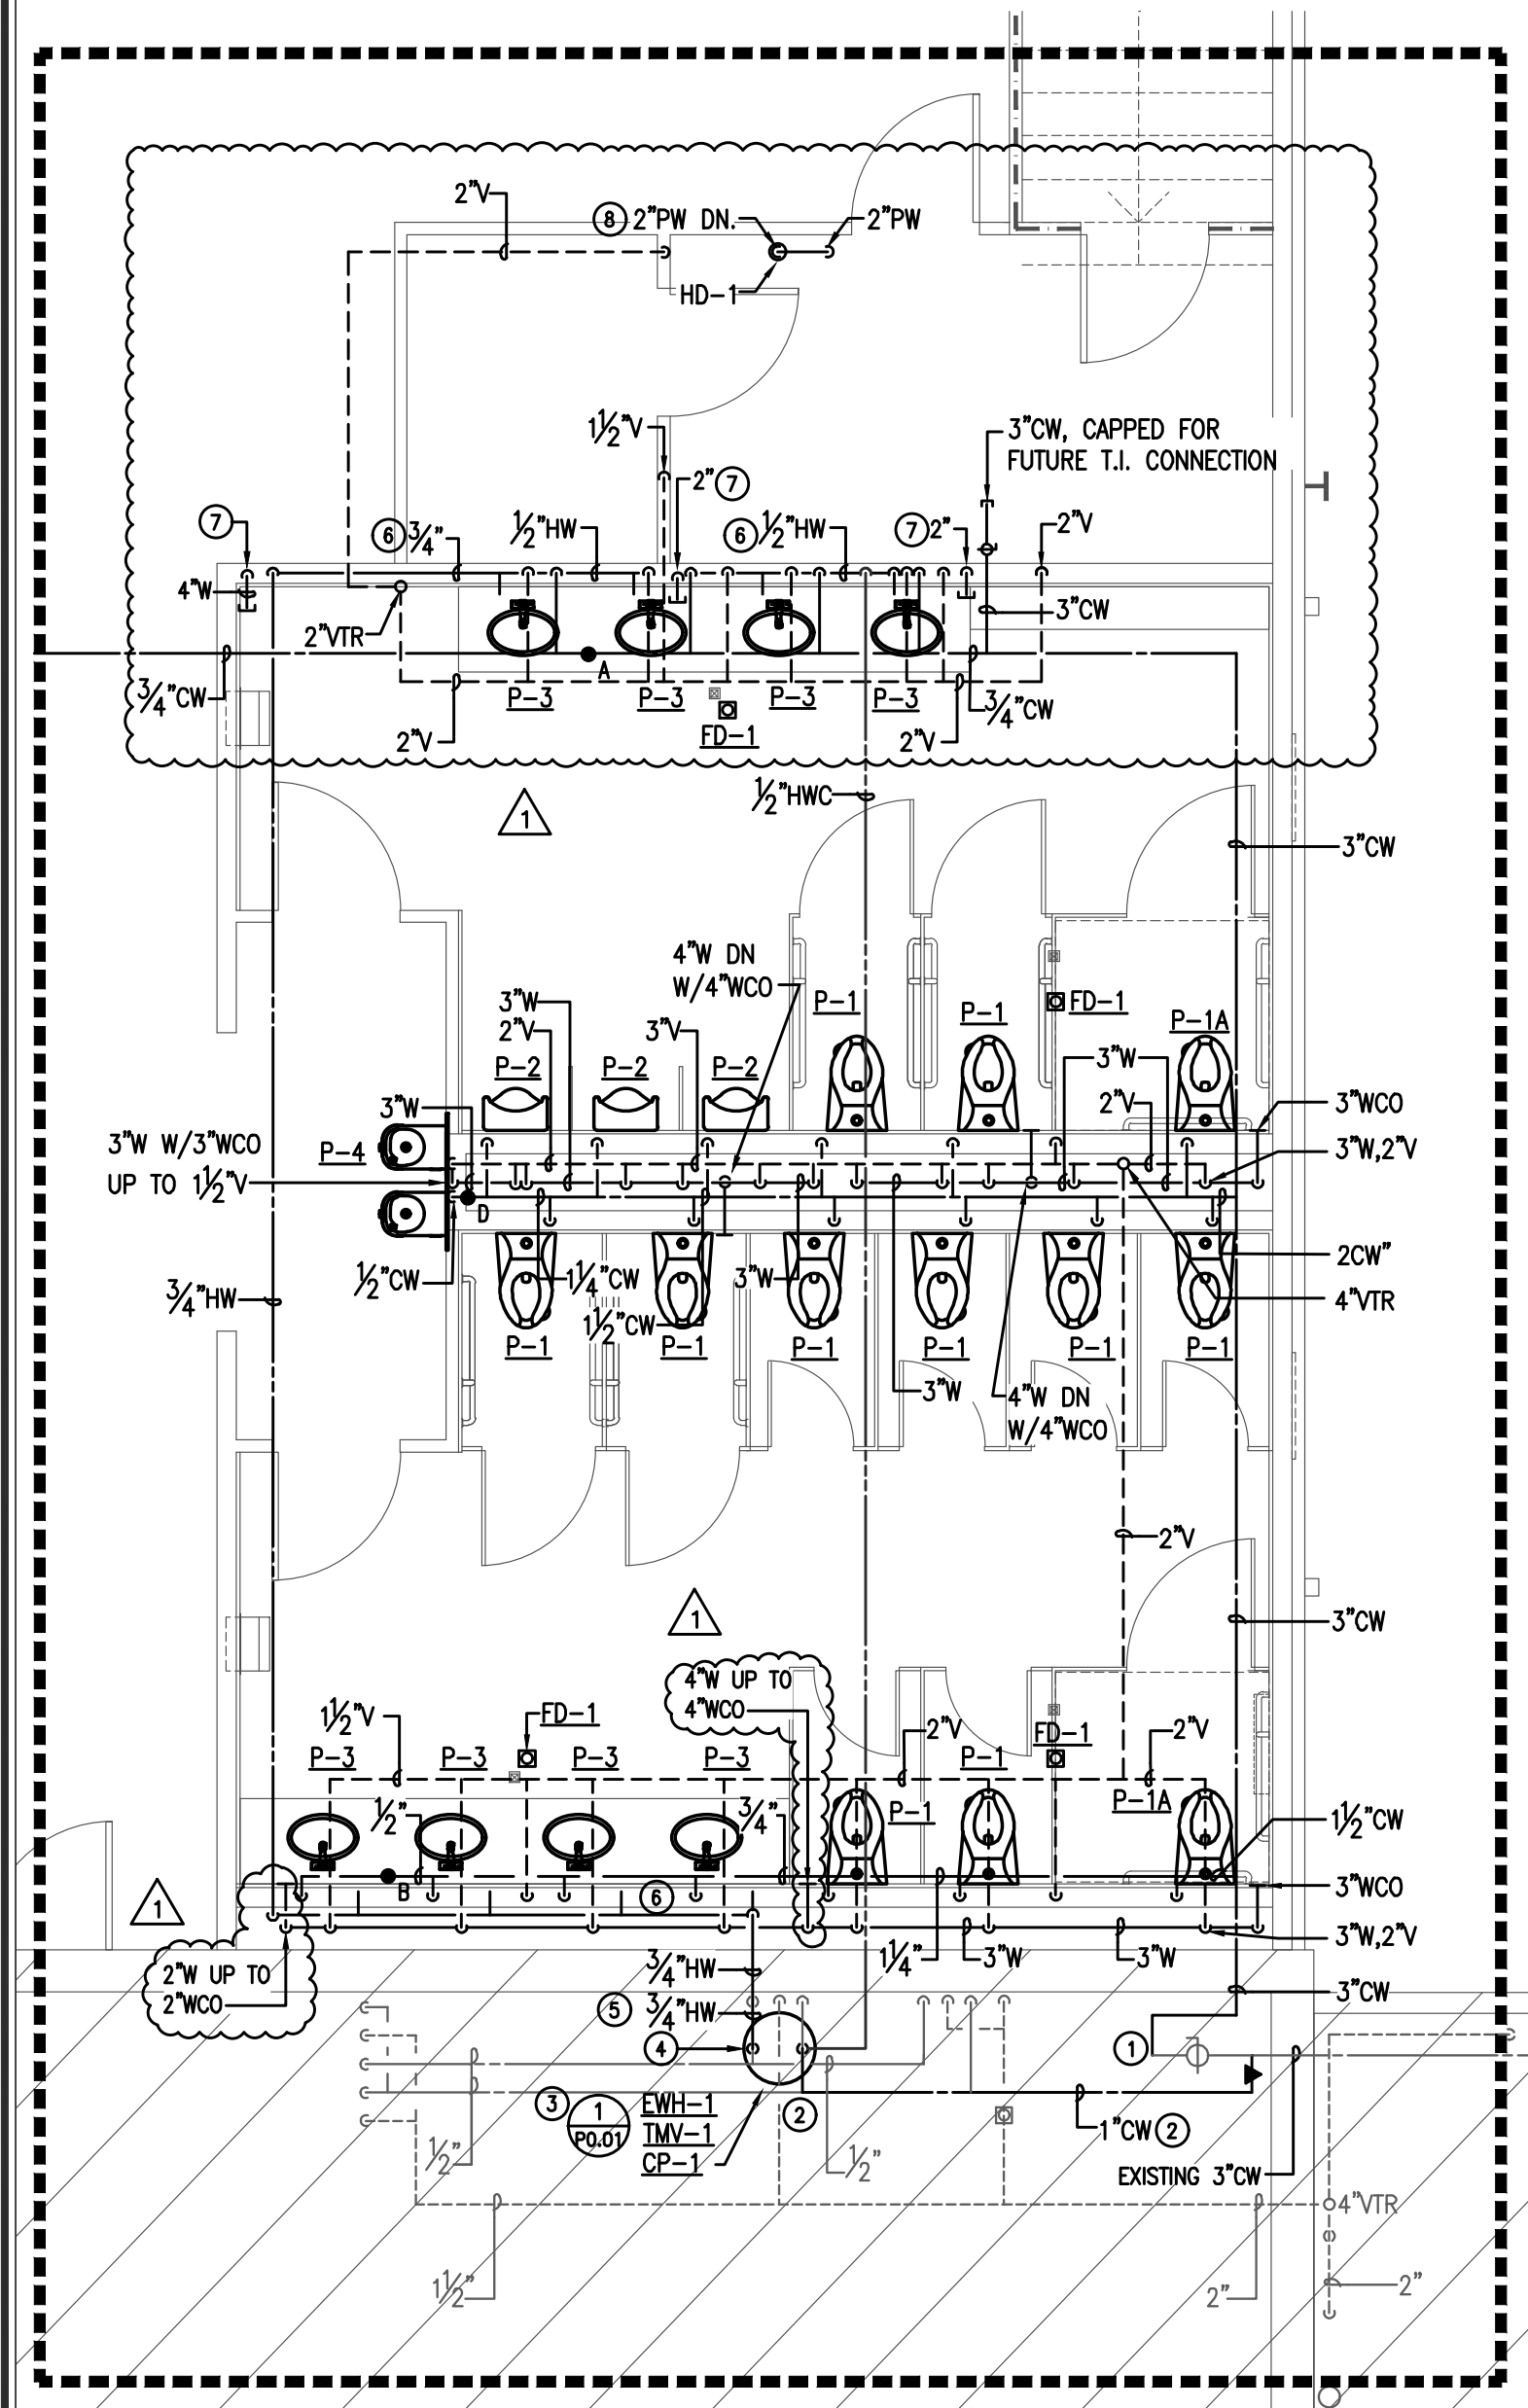 2"V
8 2"PW DN.
2"PW
HD-1
1½"V
3"CW, CAPPED FOR
FUTURE T.I. CONNECTION
2" 7
7
6 ¾"
½"HW
6 ½"HW
7 2"
2"V
4"W
3"CW
2"VTR
A
¾"CW
P-3
P-3
P-3
P-3
¾"CW
2"V
FD-1
2"V
½"HWC
1
3"CW
4"W DN
W/4"WCO
P-1
P-1
FD-1
P-1A
3"W
2"V
3"V
P-2
P-2
P-2
3"W
2"V
3"W
3"WCO
3"W W/3"WCO
UP TO 1½"V
P-4
3"W,2"V
D
½"CW
1¼"CW
3"W
2CW"
¾"HW
1½"CW
4"VTR
P-1
P-1
P-1
P-1
P-1
P-1
3"W
4"W DN
W/4"WCO
2"V
1
3"CW
4"W UP TO
4"WCO
1½"V
FD-1
2"V
FD-1
2"V
P-3
P-3
P-3
P-3
P-1
P-1
P-1A
½"
¾"
1½"CW
B
6
3"WCO
1
3"W,2"V
2"W UP TO
2"WCO
¾"HW
1¼"
3"W
3"W
3"CW
5
¾"HW
4
1
3
1
P0.01
EWH-1
TMV-1
CP-1
2
1"CW 2
½"
½"
EXISTING 3"CW
4"VTR
1½"
2"
2"